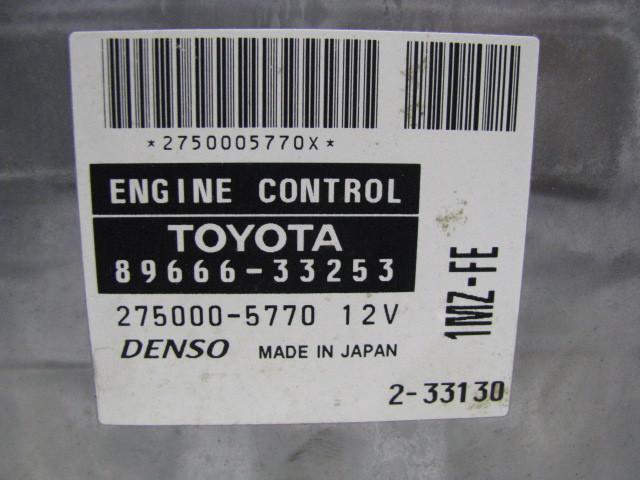 *2750005770X*
ENGINE CONTROL
TOYOTA
89666-33253
275000-5770 12V
DENSO MADE IN JAPAN
1MZ-FE
2-33130